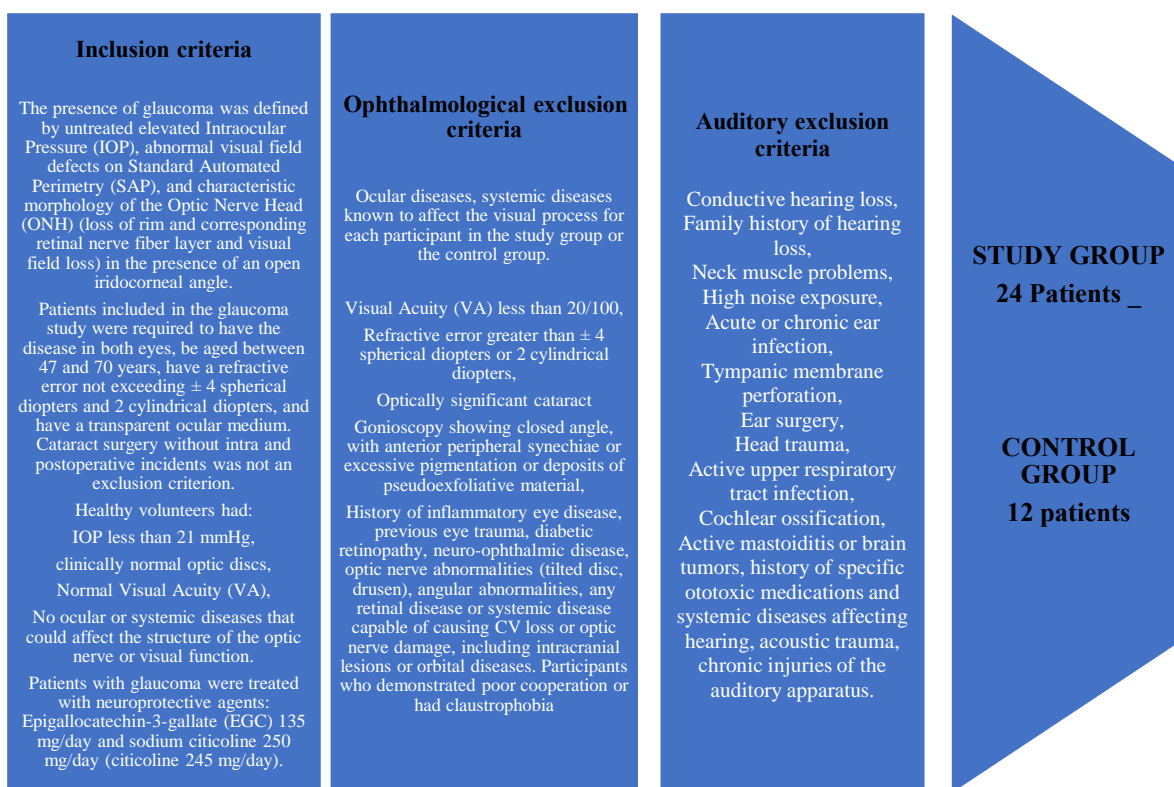 Inclusion criteria
The presence of glaucoma was defined
by untreated elevated Intraocular
Pressure (IOP), abnormal visual field
defects on Standard Automated
Perimetry (SAP), and characteristic
morphology of the Optic Nerve Head
(ONH) (loss of rim and corresponding
retinal nerve fiber layer and visual
field loss) in the presence of an open
iridocorneal angle.
Patients included in the glaucoma
study were required to have the
disease in both eyes, be aged between
47 and 70 years, have a refractive
error not exceeding ± 4 spherical
diopters and 2 cylindrical diopters, and
have a transparent ocular medium.
Cataract surgery without intra and
postoperative incidents was not an
exclusion criterion.
Healthy volunteers had:
IOP less than 21 mmHg,
clinically normal optic discs,
Normal Visual Acuity (VA),
No ocular or systemic diseases that
could affect the structure of the optic
nerve or visual function.
Patients with glaucoma were treated
with neuroprotective agents:
Epigallocatechin-3-gallate (EGC) 135
mg/day and sodium citicoline 250
mg/day (citicoline 245 mg/day).
Ophthalmological exclusion
criteria
Ocular diseases, systemic diseases
known to affect the visual process for
each participant in the study group or
the control group.
Visual Acuity (VA) less than 20/100,
Refractive error greater than ± 4
spherical diopters or 2 cylindrical
diopters,
Optically significant cataract
Gonioscopy showing closed angle,
with anterior peripheral synechiae or
excessive pigmentation or deposits of
pseudoexfoliative material,
History of inflammatory eye disease,
previous eye trauma, diabetic
retinopathy, neuro-ophthalmic disease,
optic nerve abnormalities (tilted disc,
drusen), angular abnormalities, any
retinal disease or systemic disease
capable of causing CV loss or optic
nerve damage, including intracranial
lesions or orbital diseases. Participants
who demonstrated poor cooperation or
had claustrophobia
Auditory exclusion
criteria
Conductive hearing loss,
Family history of hearing
loss,
Neck muscle problems,
High noise exposure,
Acute or chronic ear
infection,
Tympanic membrane
perforation,
Ear surgery,
Head trauma,
Active upper respiratory
tract infection,
Cochlear ossification,
Active mastoiditis or brain
tumors, history of specific
ototoxic medications and
systemic diseases affecting
hearing, acoustic trauma,
chronic injuries of the
auditory apparatus.
STUDY GROUP
24 Patients _
CONTROL
GROUP
12 patients